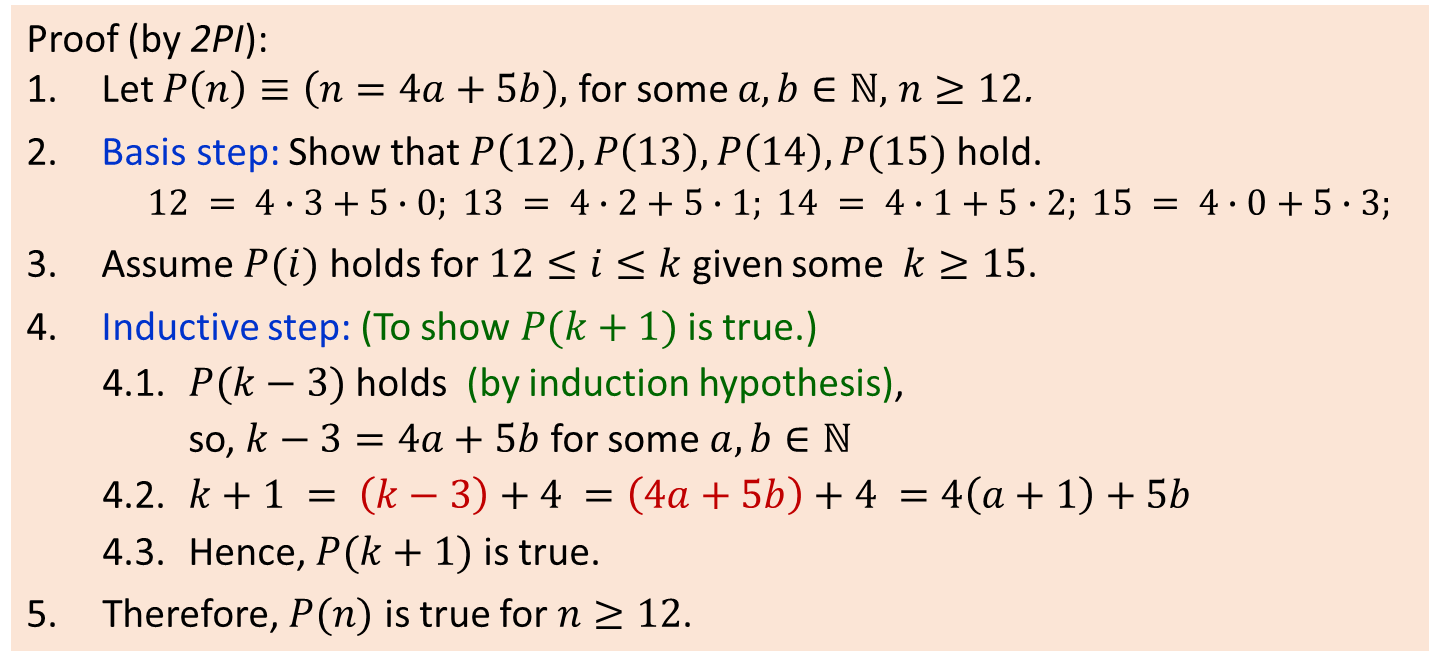 Proof (by 2PI):
1. Let P(n) ≡ (n = 4a + 5b), for some a, b ∈ ℕ, n ≥ 12.
2. Basis step: Show that P(12), P(13), P(14), P(15) hold.
12 = 4 · 3 + 5 · 0; 13 = 4 · 2 + 5 · 1; 14 = 4 · 1 + 5 · 2; 15 = 4 · 0 + 5 · 3;
3. Assume P(i) holds for 12 ≤ i ≤ k given some k ≥ 15.
4. Inductive step: (To show P(k + 1) is true.)
4.1. P(k − 3) holds (by induction hypothesis),
so, k − 3 = 4a + 5b for some a, b ∈ ℕ
4.2. k + 1 = (k − 3) + 4 = (4a + 5b) + 4 = 4(a + 1) + 5b
4.3. Hence, P(k + 1) is true.
5. Therefore, P(n) is true for n ≥ 12.